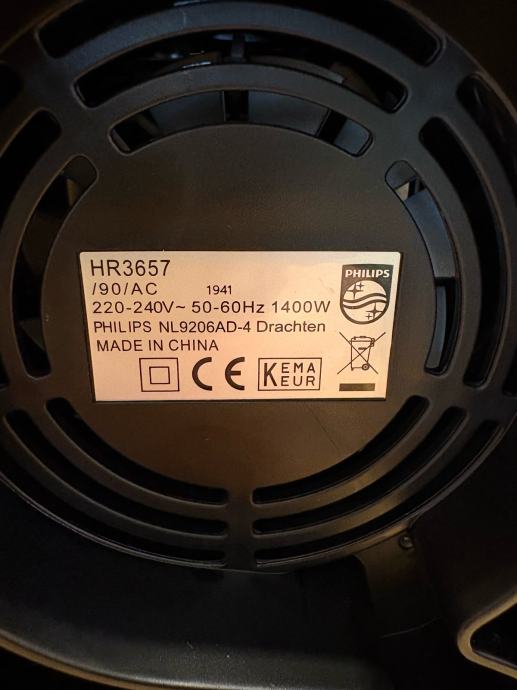 HR3657
/90/AC 1941
220-240V~ 50-60Hz 1400W
PHILIPS NL9206AD-4 Drachten
MADE IN CHINA
PHILIPS
CE
KEMA
KEUR